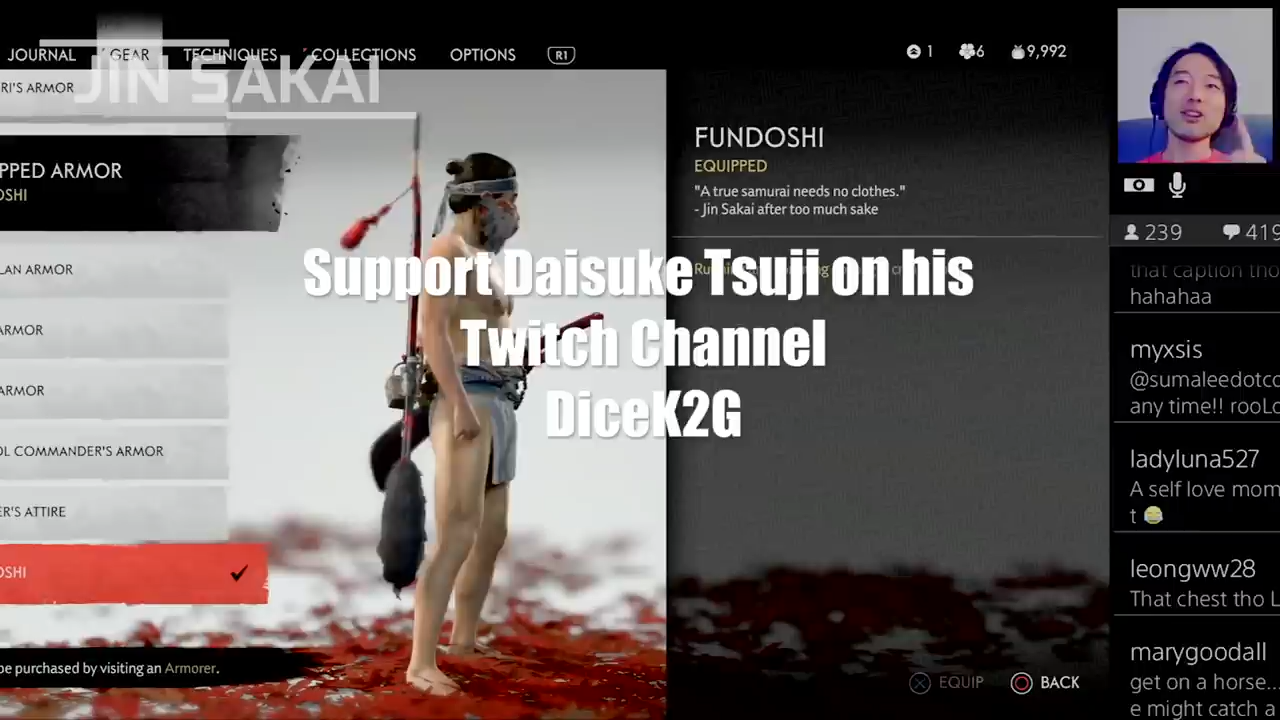 JOURNAL GEAR TECHNIQUES COLLECTIONS OPTIONS R1
1 6 9,992
JIN SAKAI
RI'S ARMOR
PPED ARMOR
OSHI
LAN ARMOR
ARMOR
ARMOR
OL COMMANDER'S ARMOR
ER'S ATTIRE
OSHI
be purchased by visiting an Armorer.
FUNDOSHI
EQUIPPED
"A true samurai needs no clothes."
- Jin Sakai after too much sake
Support Daisuke Tsuji on his
Twitch Channel
DiceK2G
EQUIP BACK
239 419
that caption tho
hahahaa
myxsis
@sumaleedotco
any time!! rooLo
ladyluna527
A self love mom
t
leongww28
That chest tho L
marygoodall
get on a horse...
e might catch a